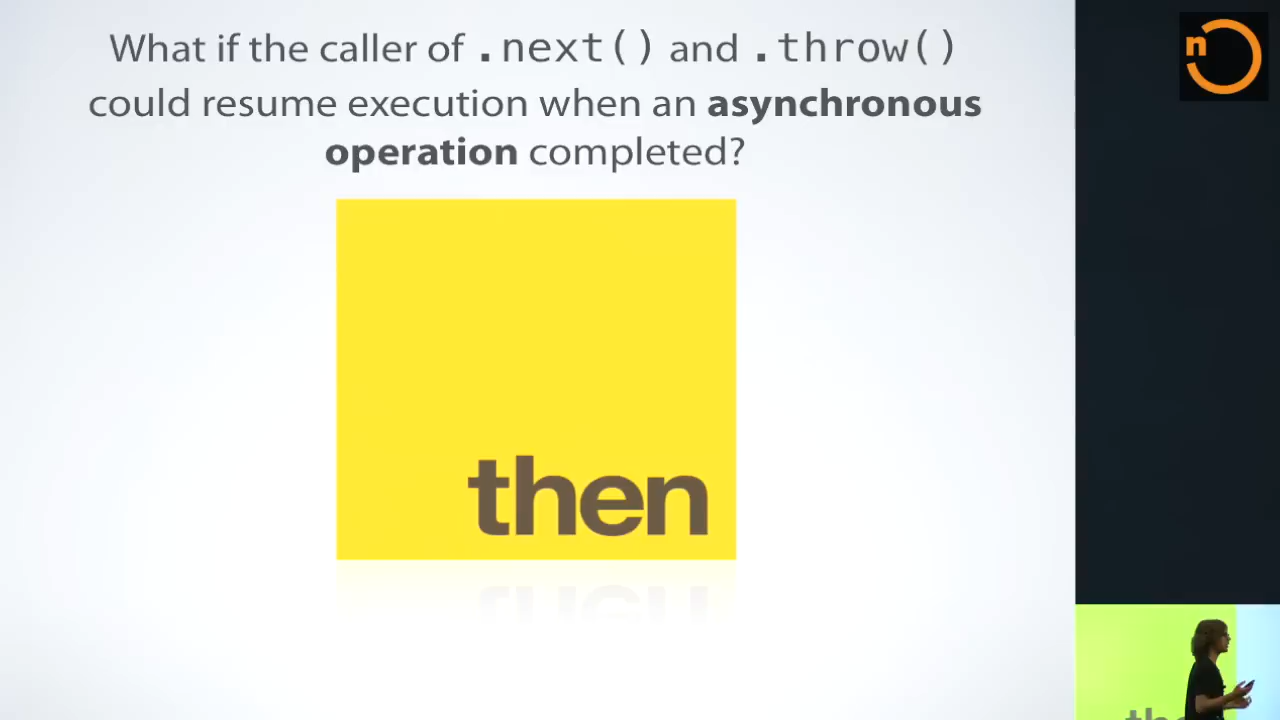 What if the caller of .next() and .throw()
could resume execution when an asynchronous
operation completed?
then
n